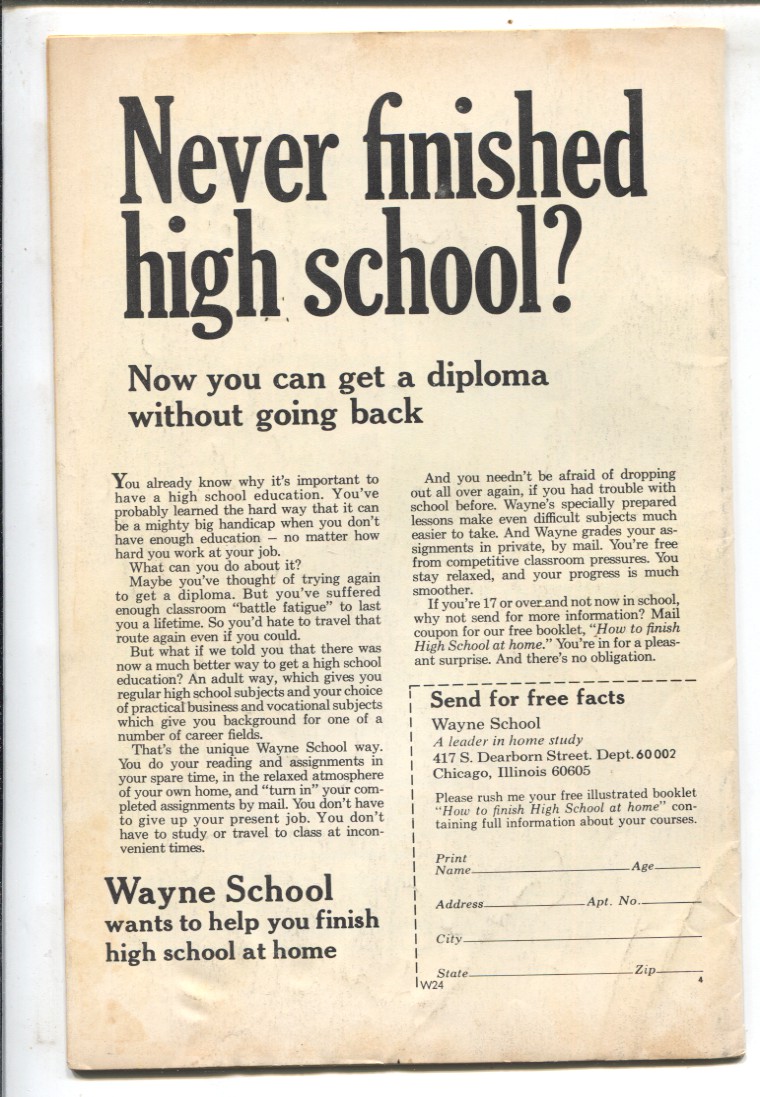 Never finished
high school?
Now you can get a diploma
without going back
You already know why it's important to
have a high school education. You've
probably learned the hard way that it can
be a mighty big handicap when you don't
have enough education – no matter how
hard you work at your job.
What can you do about it?
Maybe you've thought of trying again
to get a diploma. But you've suffered
enough classroom “battle fatigue” to last
you a lifetime. So you'd hate to travel that
route again even if you could.
But what if we told you that there was
now a much better way to get a high school
education? An adult way, which gives you
regular high school subjects and your choice
of practical business and vocational subjects
which give you background for one of a
number of career fields.
That's the unique Wayne School way.
You do your reading and assignments in
your spare time, in the relaxed atmosphere
of your own home, and “turn in” your com-
pleted assignments by mail. You don't have
to give up your present job. You don't
have to study or travel to class at incon-
venient times.
Wayne School
wants to help you finish
high school at home
And you needn't be afraid of dropping
out all over again, if you had trouble with
school before. Wayne's specially prepared
lessons make even difficult subjects much
easier to take. And Wayne grades your as-
signments in private, by mail. You're free
from competitive classroom pressures. You
stay relaxed, and your progress is much
smoother.
If you're 17 or over and not now in school,
why not send for more information? Mail
coupon for our free booklet, “How to finish
High School at home.” You're in for a pleas-
ant surprise. And there's no obligation.
Send for free facts
Wayne School
A leader in home study
417 S. Dearborn Street. Dept. 60 002
Chicago, Illinois 60605
Please rush me your free illustrated booklet
“How to finish High School at home” con-
taining full information about your courses.
Print
Name Age
Address Apt. No.
City
State Zip
W24 4